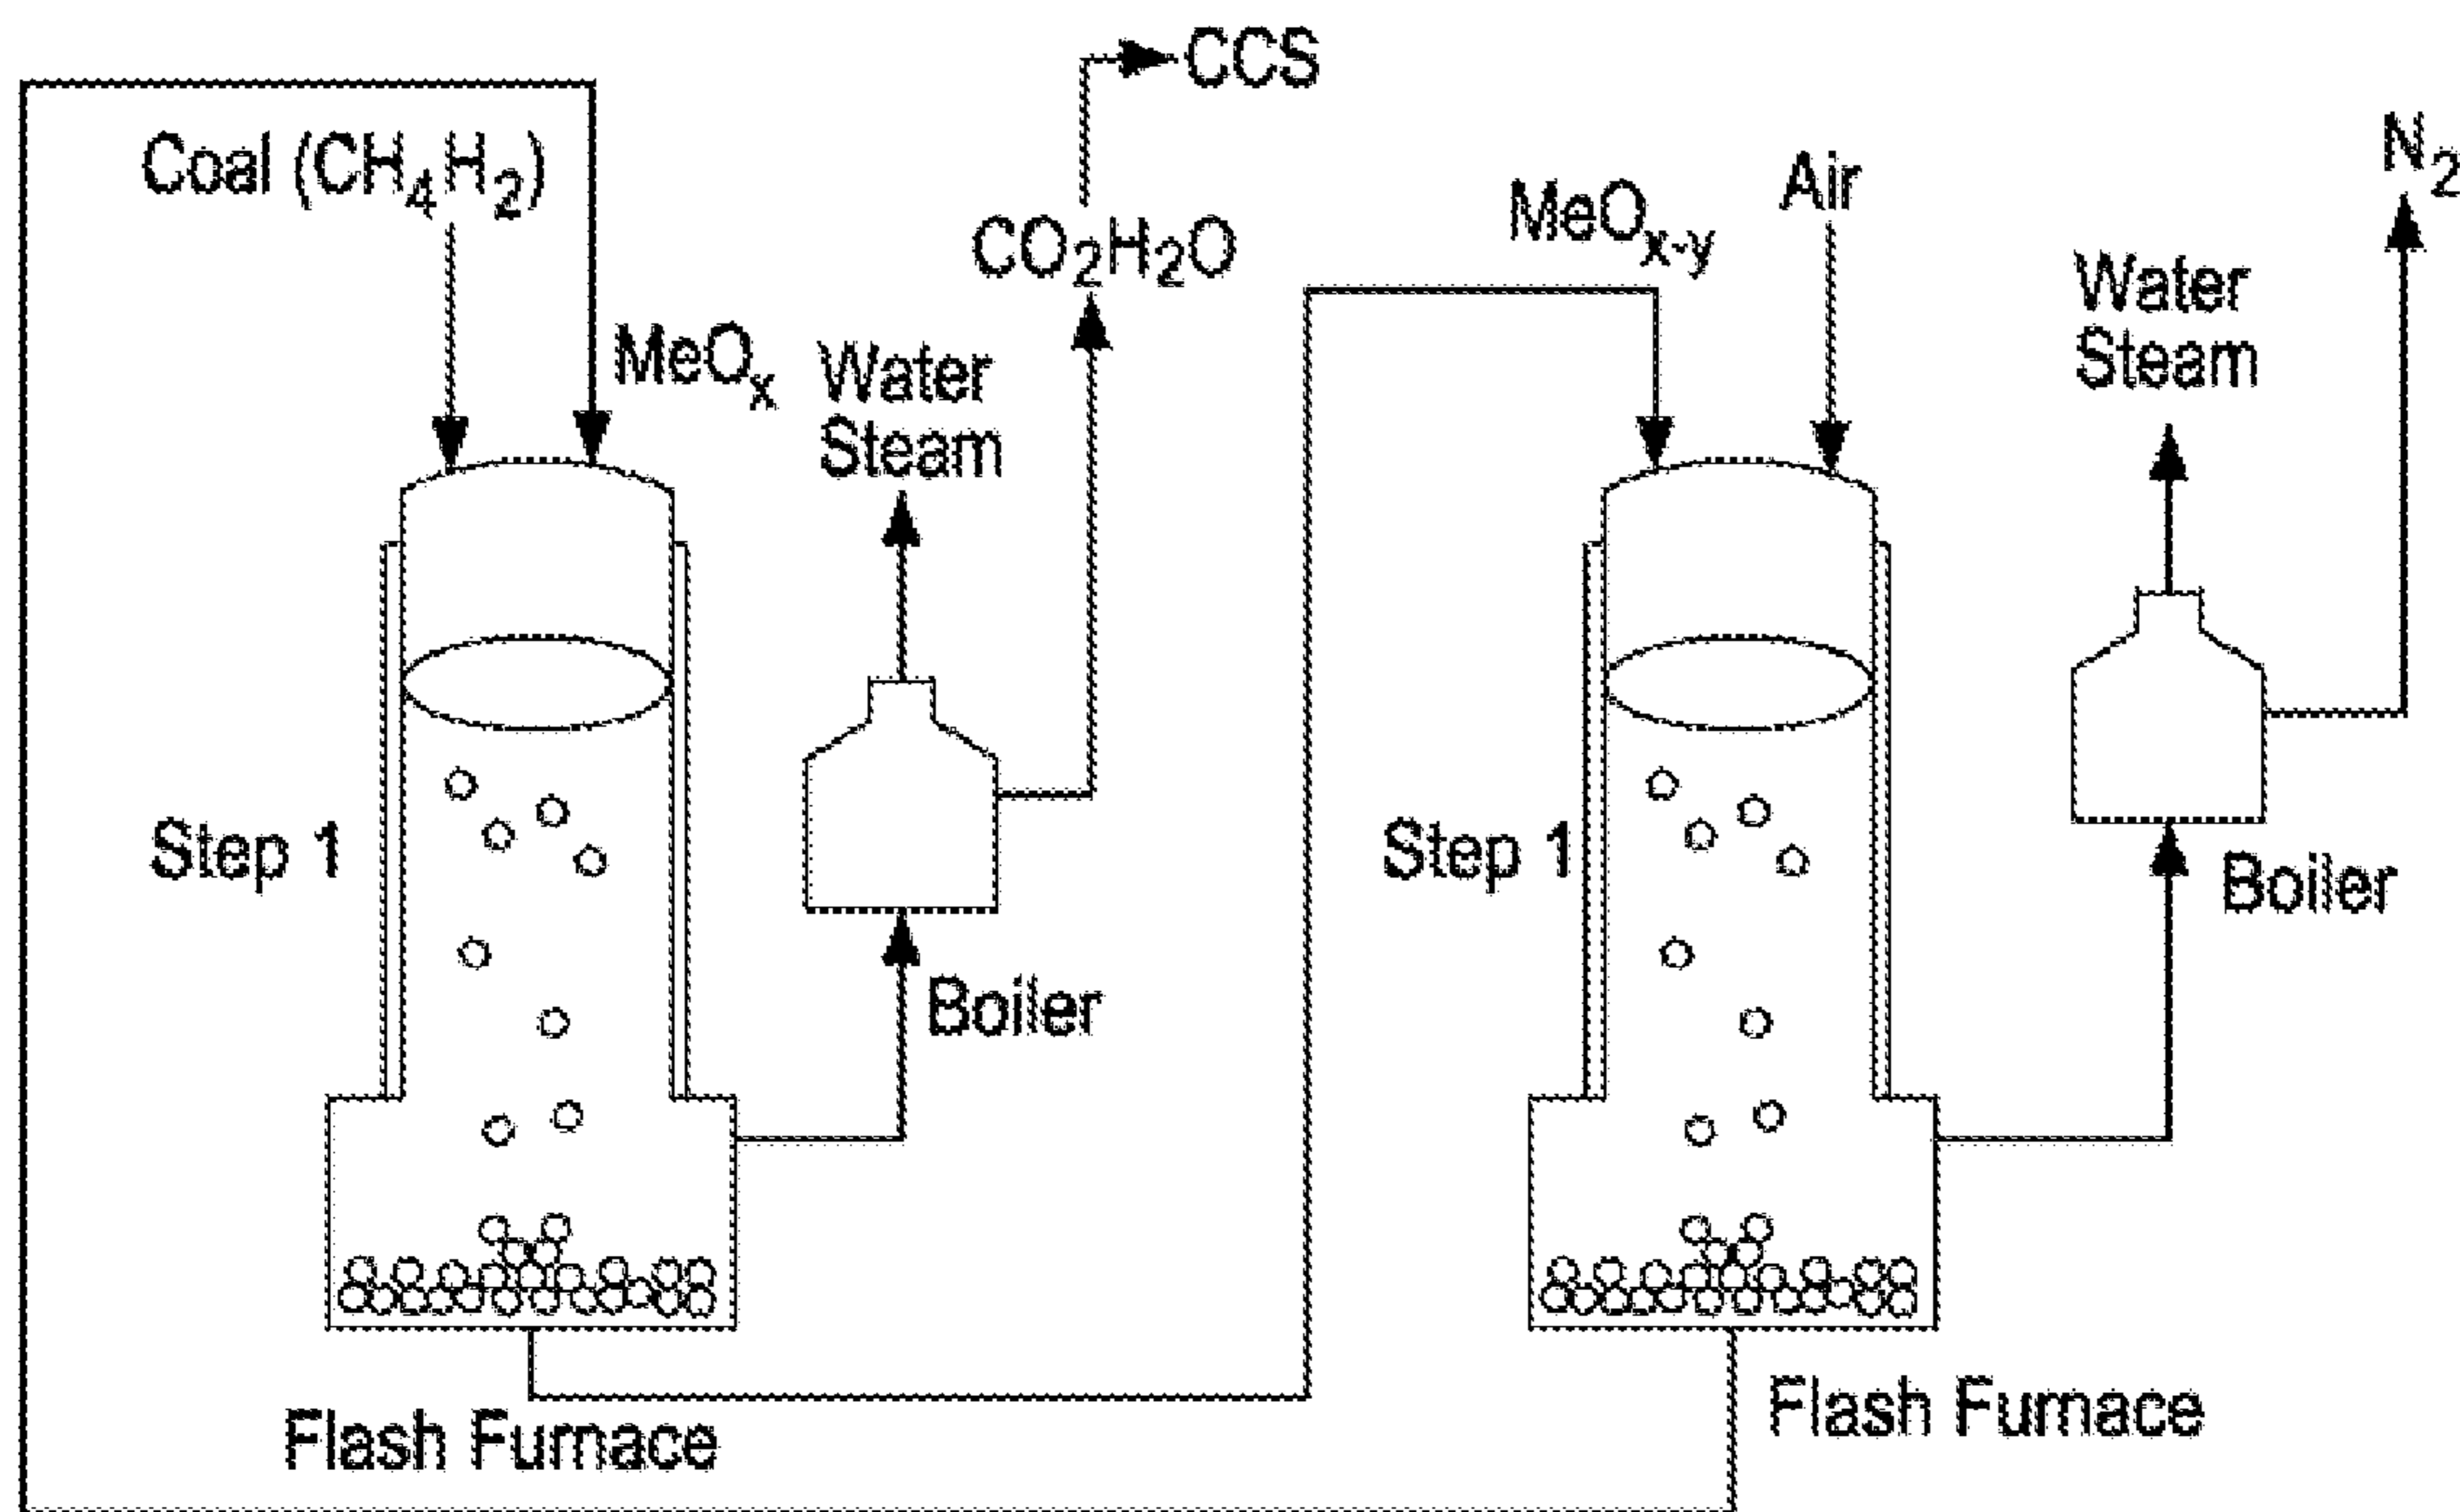 CCS
Coal (CH₄H₂)
N₂
Air
MeOₓ₋ᵧ
CO₂H₂O
Water
Steam
MeOₓ
Water
Steam
Step 1
Step 1
Boiler
Boiler
Flash Furnace
Flash Furnace